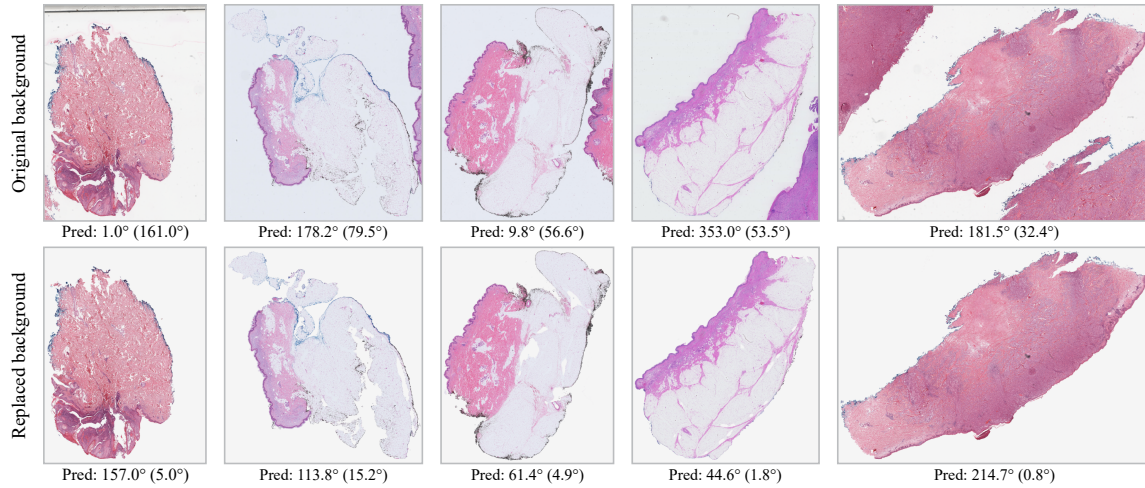 Original background
Pred: 1.0° (161.0°)
Pred: 178.2° (79.5°)
Pred: 9.8° (56.6°)
Pred: 353.0° (53.5°)
Pred: 181.5° (32.4°)
Replaced background
Pred: 157.0° (5.0°)
Pred: 113.8° (15.2°)
Pred: 61.4° (4.9°)
Pred: 44.6° (1.8°)
Pred: 214.7° (0.8°)